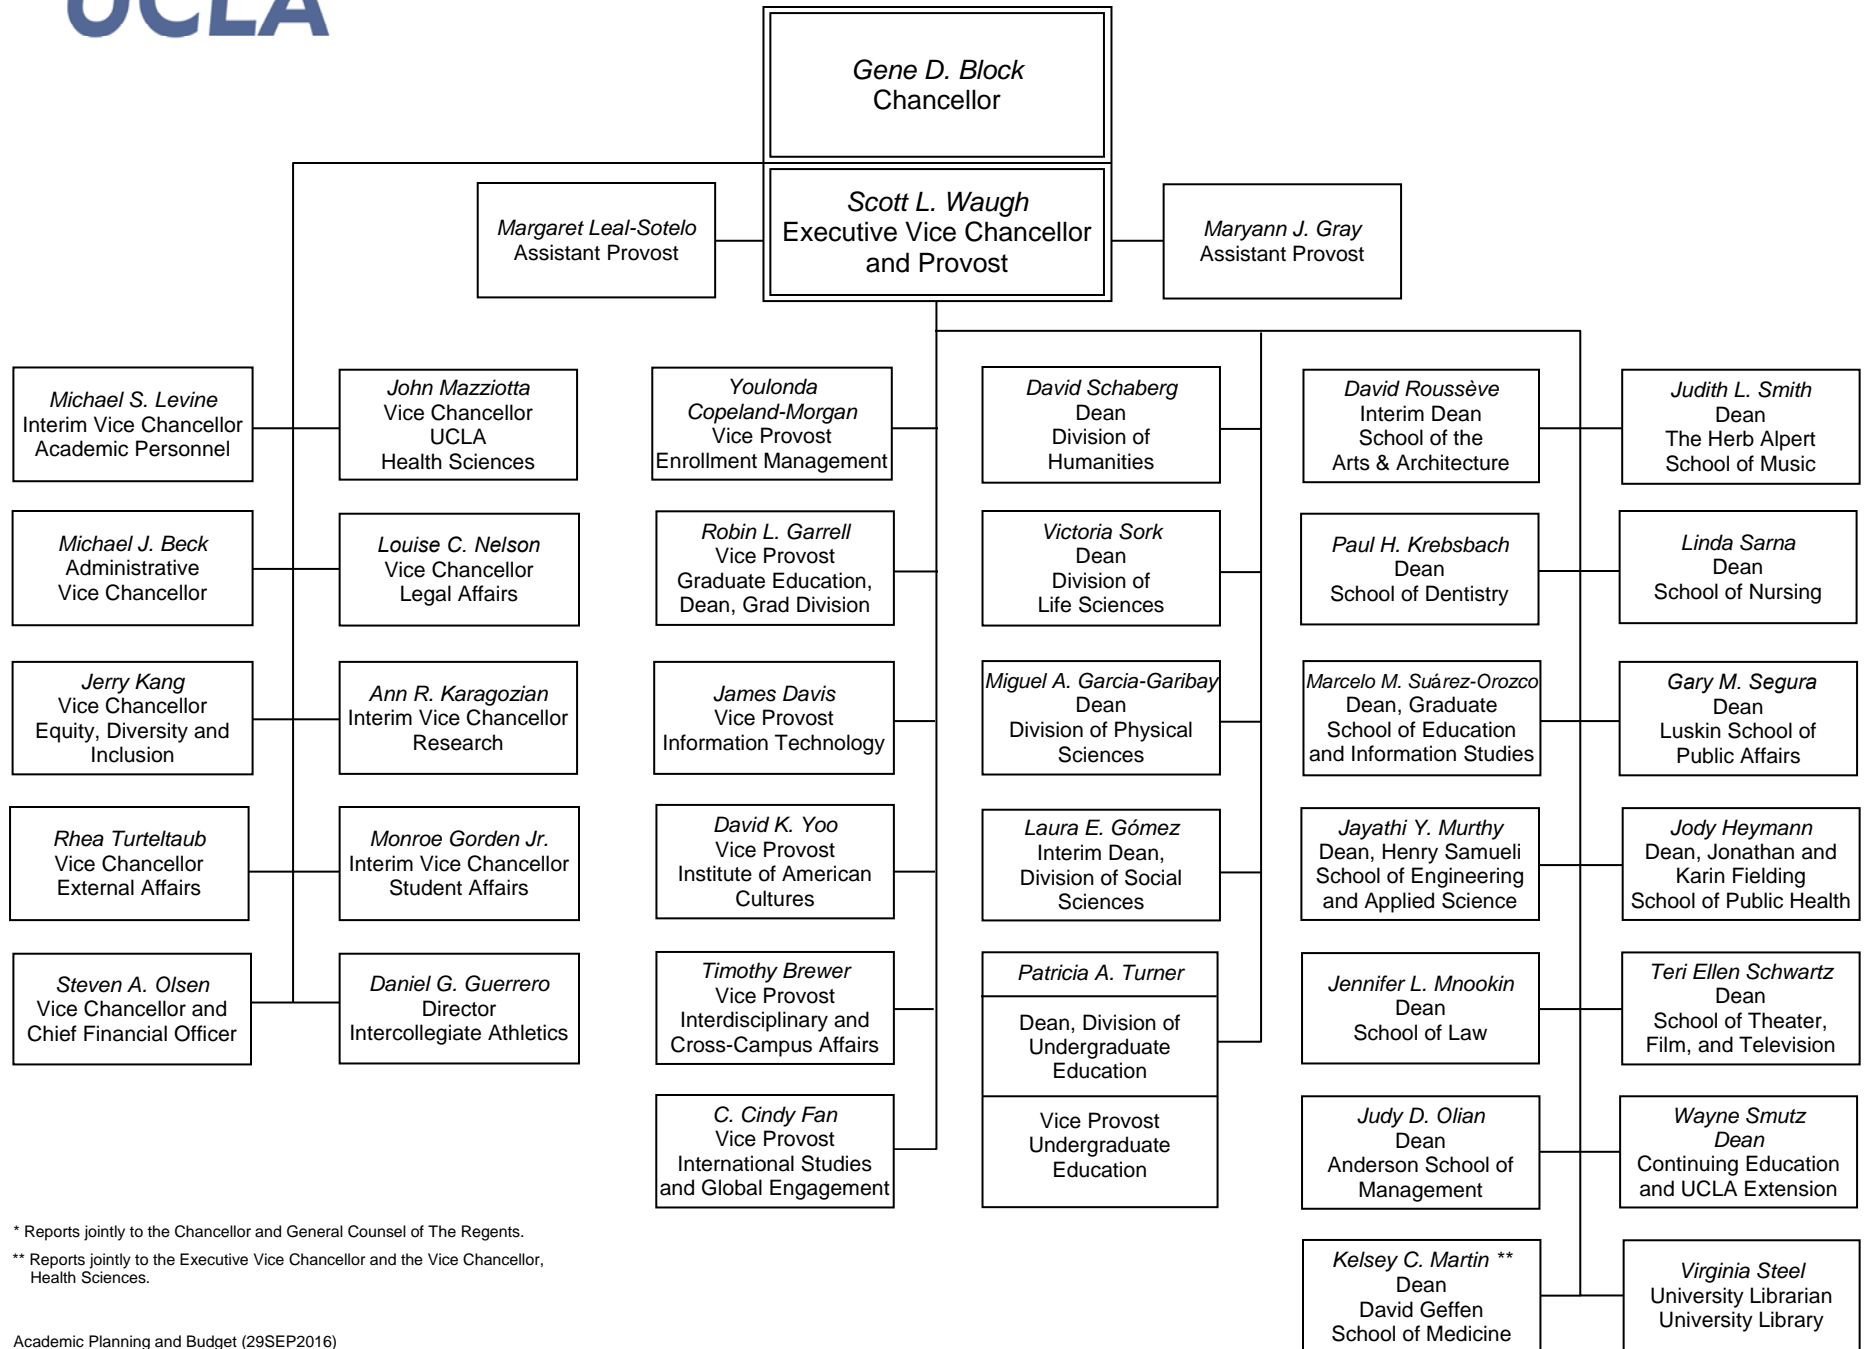 UCLA
Gene D. Block
Chancellor
Scott L. Waugh
Executive Vice Chancellor
and Provost
Margaret Leal-Sotelo
Assistant Provost
Maryann J. Gray
Assistant Provost
Michael S. Levine
Interim Vice Chancellor
Academic Personnel
John Mazziotta
Vice Chancellor
UCLA
Health Sciences
Youlonda
Copeland-Morgan
Vice Provost
Enrollment Management
David Schaberg
Dean
Division of
Humanities
David Roussève
Interim Dean
School of the
Arts & Architecture
Judith L. Smith
Dean
The Herb Alpert
School of Music
Michael J. Beck
Administrative
Vice Chancellor
Louise C. Nelson
Vice Chancellor
Legal Affairs
Robin L. Garrell
Vice Provost
Graduate Education,
Dean, Grad Division
Victoria Sork
Dean
Division of
Life Sciences
Paul H. Krebsbach
Dean
School of Dentistry
Linda Sarna
Dean
School of Nursing
Jerry Kang
Vice Chancellor
Equity, Diversity and
Inclusion
Ann R. Karagozian
Interim Vice Chancellor
Research
James Davis
Vice Provost
Information Technology
Miguel A. Garcia-Garibay
Dean
Division of Physical
Sciences
Marcelo M. Suárez-Orozco
Dean, Graduate
School of Education
and Information Studies
Gary M. Segura
Dean
Luskin School of
Public Affairs
Rhea Turteltaub
Vice Chancellor
External Affairs
Monroe Gorden Jr.
Interim Vice Chancellor
Student Affairs
David K. Yoo
Vice Provost
Institute of American
Cultures
Laura E. Gómez
Interim Dean,
Division of Social
Sciences
Jayathi Y. Murthy
Dean, Henry Samueli
School of Engineering
and Applied Science
Jody Heymann
Dean, Jonathan and
Karin Fielding
School of Public Health
Steven A. Olsen
Vice Chancellor and
Chief Financial Officer
Daniel G. Guerrero
Director
Intercollegiate Athletics
Timothy Brewer
Vice Provost
Interdisciplinary and
Cross-Campus Affairs
Patricia A. Turner
Dean, Division of
Undergraduate
Education
Vice Provost
Undergraduate
Education
Jennifer L. Mnookin
Dean
School of Law
Teri Ellen Schwartz
Dean
School of Theater,
Film, and Television
C. Cindy Fan
Vice Provost
International Studies
and Global Engagement
Judy D. Olian
Dean
Anderson School of
Management
Wayne Smutz
Dean
Continuing Education
and UCLA Extension
Kelsey C. Martin **
Dean
David Geffen
School of Medicine
Virginia Steel
University Librarian
University Library
* Reports jointly to the Chancellor and General Counsel of The Regents.
** Reports jointly to the Executive Vice Chancellor and the Vice Chancellor,
Health Sciences.
Academic Planning and Budget (29SEP2016)